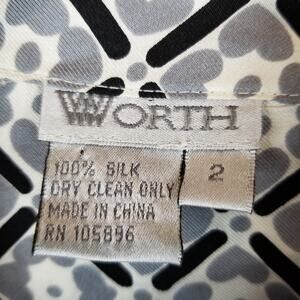 WORTH
100% SILK
DRY CLEAN ONLY
MADE IN CHINA
RN 105896
2